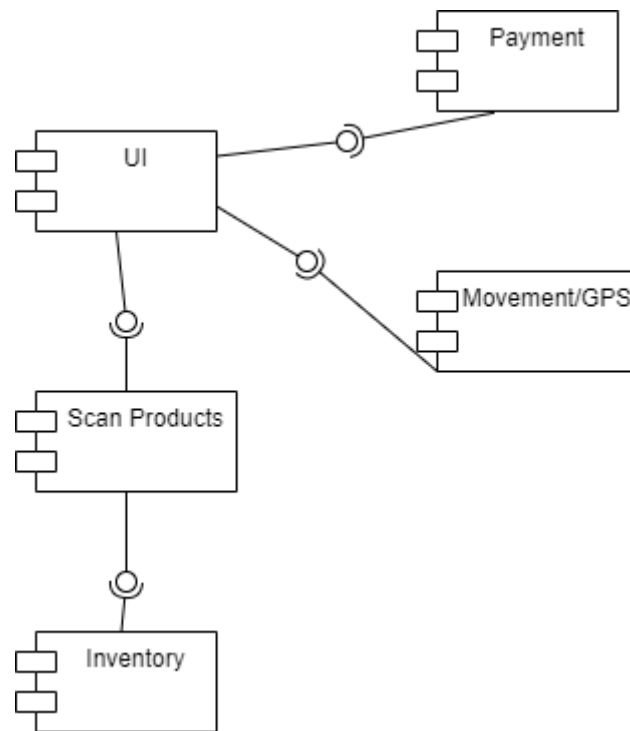 Payment
UI
Movement/GPS
Scan Products
Inventory